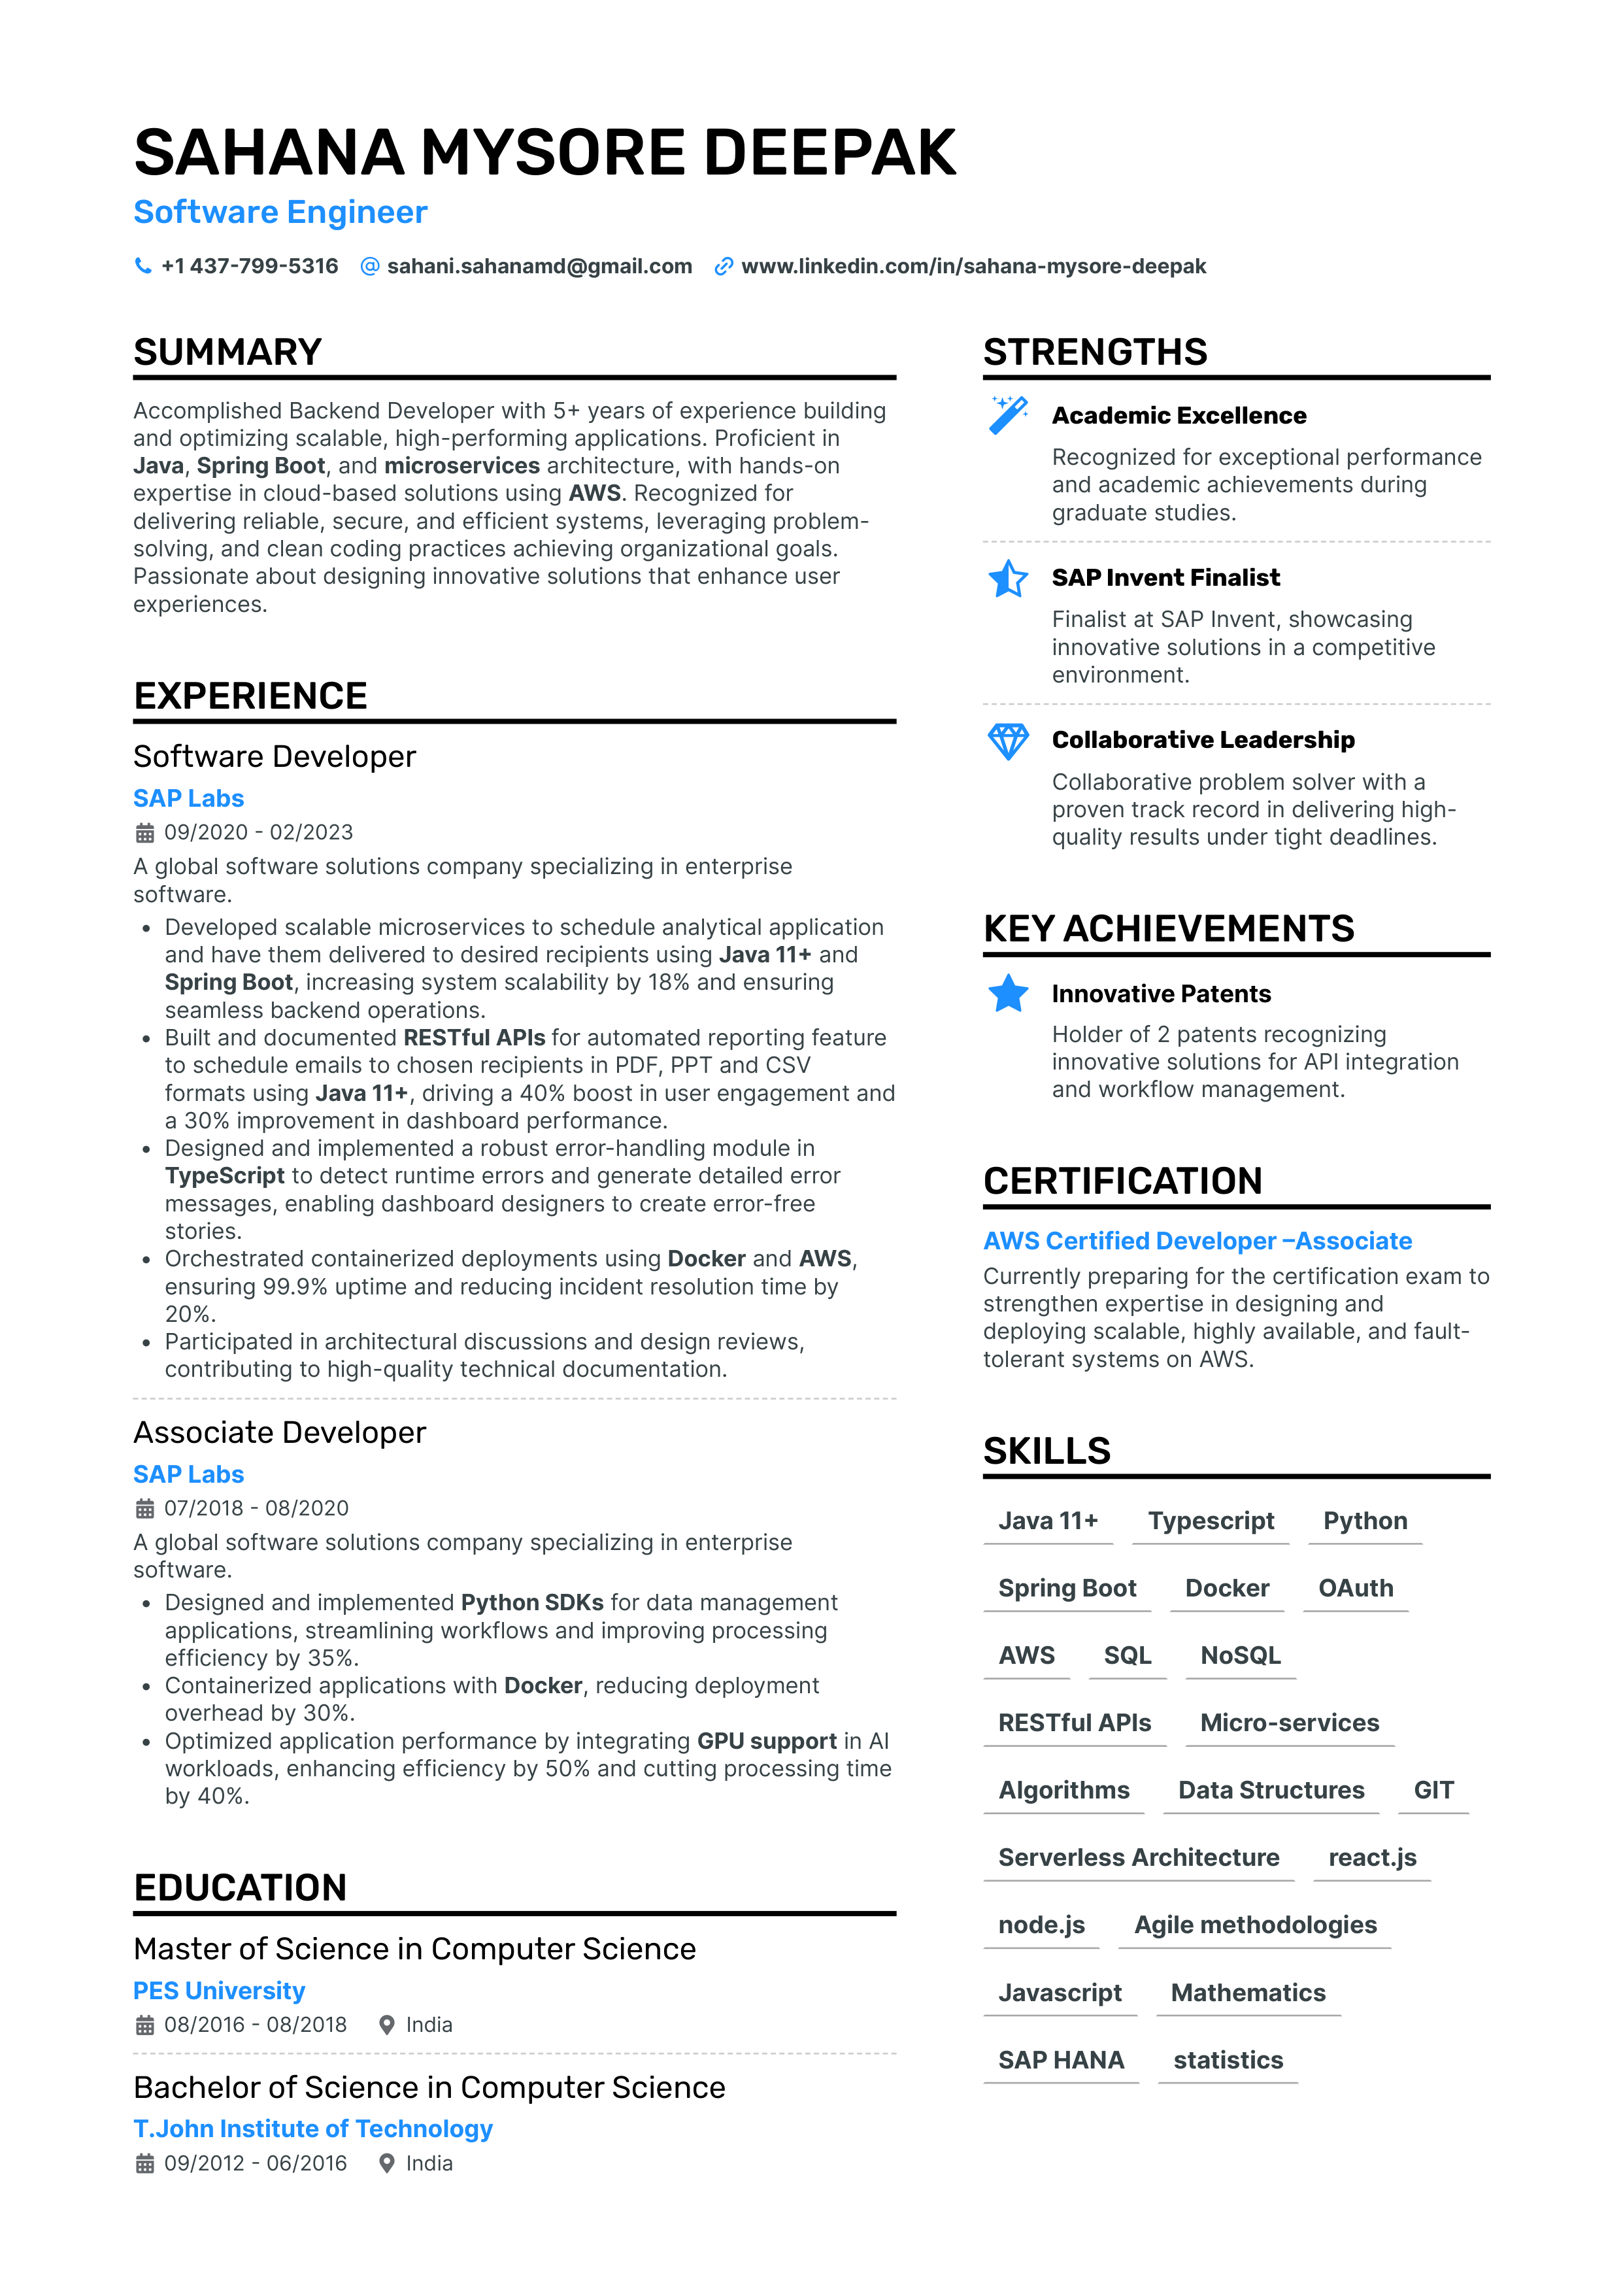 SAHANA MYSORE DEEPAK
Software Engineer
+1 437-799-5316 @ sahani.sahanamd@gmail.com www.linkedin.com/in/sahana-mysore-deepak
SUMMARY
Accomplished Backend Developer with 5+ years of experience building
and optimizing scalable, high-performing applications. Proficient in
Java, Spring Boot, and microservices architecture, with hands-on
expertise in cloud-based solutions using AWS. Recognized for
delivering reliable, secure, and efficient systems, leveraging problem-
solving, and clean coding practices achieving organizational goals.
Passionate about designing innovative solutions that enhance user
experiences.
EXPERIENCE
Software Developer
SAP Labs
09/2020 - 02/2023
A global software solutions company specializing in enterprise
software.
• Developed scalable microservices to schedule analytical application
and have them delivered to desired recipients using Java 11+ and
Spring Boot, increasing system scalability by 18% and ensuring
seamless backend operations.
• Built and documented RESTful APIs for automated reporting feature
to schedule emails to chosen recipients in PDF, PPT and CSV
formats using Java 11+, driving a 40% boost in user engagement and
a 30% improvement in dashboard performance.
• Designed and implemented a robust error-handling module in
TypeScript to detect runtime errors and generate detailed error
messages, enabling dashboard designers to create error-free
stories.
• Orchestrated containerized deployments using Docker and AWS,
ensuring 99.9% uptime and reducing incident resolution time by
20%.
• Participated in architectural discussions and design reviews,
contributing to high-quality technical documentation.
Associate Developer
SAP Labs
07/2018 - 08/2020
A global software solutions company specializing in enterprise
software.
• Designed and implemented Python SDKs for data management
applications, streamlining workflows and improving processing
efficiency by 35%.
• Containerized applications with Docker, reducing deployment
overhead by 30%.
• Optimized application performance by integrating GPU support in AI
workloads, enhancing efficiency by 50% and cutting processing time
by 40%.
EDUCATION
Master of Science in Computer Science
PES University
08/2016 - 08/2018 India
Bachelor of Science in Computer Science
T.John Institute of Technology
09/2012 - 06/2016 India
STRENGTHS
Academic Excellence
Recognized for exceptional performance
and academic achievements during
graduate studies.
SAP Invent Finalist
Finalist at SAP Invent, showcasing
innovative solutions in a competitive
environment.
Collaborative Leadership
Collaborative problem solver with a
proven track record in delivering high-
quality results under tight deadlines.
KEY ACHIEVEMENTS
Innovative Patents
Holder of 2 patents recognizing
innovative solutions for API integration
and workflow management.
CERTIFICATION
AWS Certified Developer –Associate
Currently preparing for the certification exam to
strengthen expertise in designing and
deploying scalable, highly available, and fault-
tolerant systems on AWS.
SKILLS
Java 11+ Typescript Python
Spring Boot Docker OAuth
AWS SQL NoSQL
RESTful APIs Micro-services
Algorithms Data Structures GIT
Serverless Architecture react.js
node.js Agile methodologies
Javascript Mathematics
SAP HANA statistics